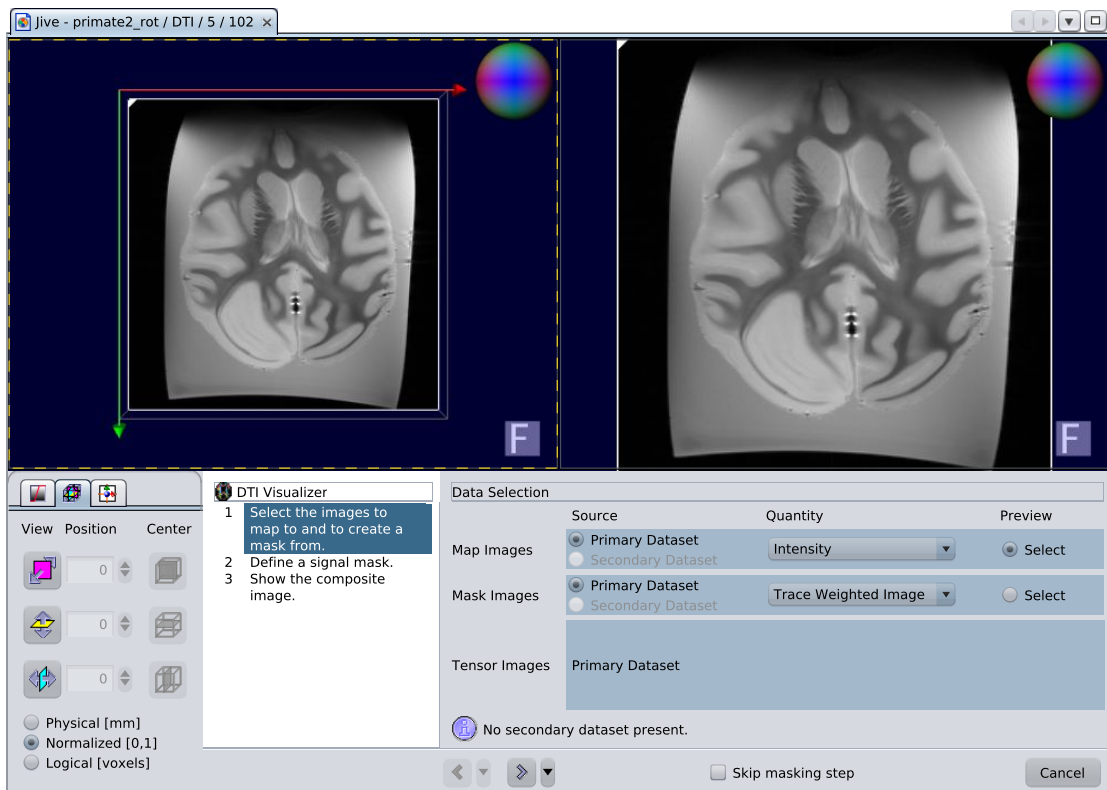 Jive - primate2_rot / DTI / 5 / 102
F
F
View Position Center
0
0
0
Physical [mm]
Normalized [0,1]
Logical [voxels]
DTI Visualizer
1 Select the images to
map to and to create a
mask from.
2 Define a signal mask.
3 Show the composite
image.
Data Selection
Source Quantity Preview
Map Images Primary Dataset Intensity Select
Secondary Dataset
Mask Images Primary Dataset Trace Weighted Image Select
Secondary Dataset
Tensor Images Primary Dataset
No secondary dataset present.
Skip masking step Cancel